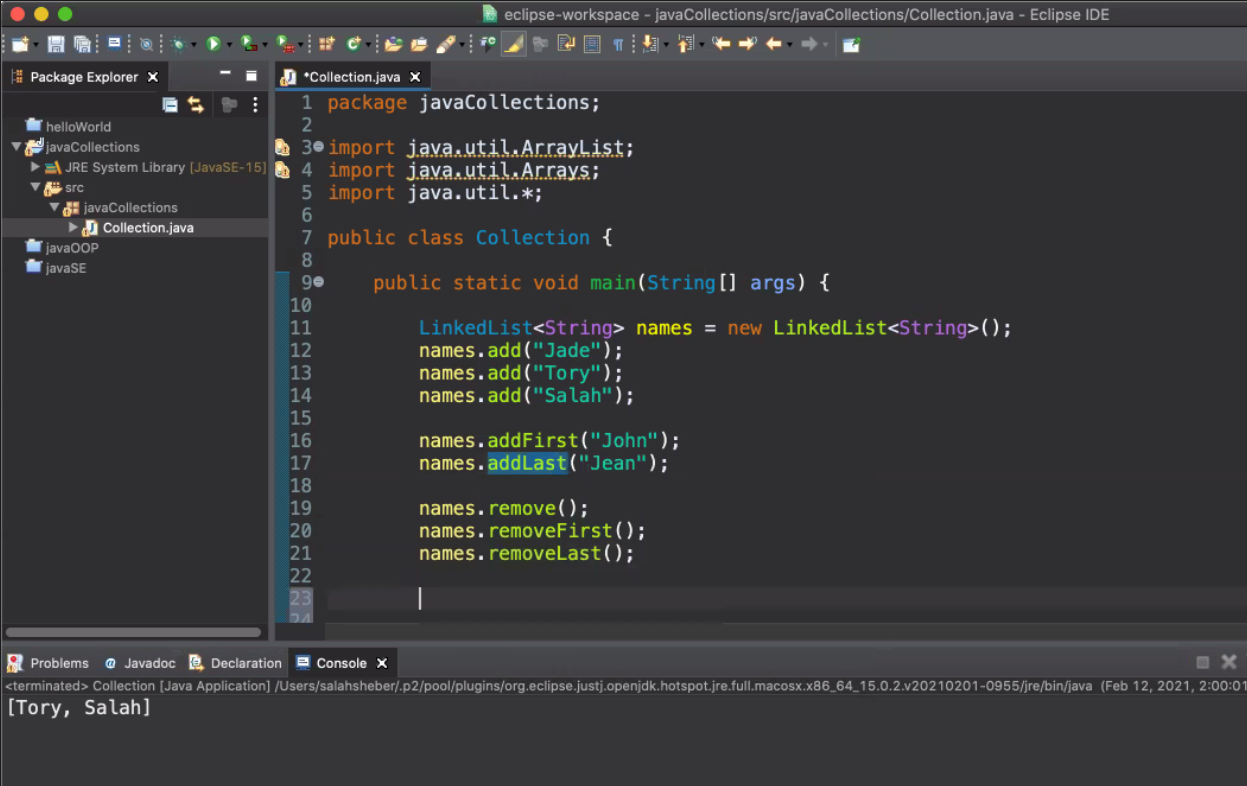 eclipse-workspace - javaCollections/src/javaCollections/Collection.java - Eclipse IDE
Package Explorer
*Collection.java
helloWorld
javaCollections
JRE System Library [JavaSE-15]
src
javaCollections
Collection.java
javaOOP
javaSE
1 package javaCollections;
2
3 import java.util.ArrayList;
4 import java.util.Arrays;
5 import java.util.*;
6
7 public class Collection {
8
9 public static void main(String[] args) {
10
11 LinkedList<String> names = new LinkedList<String>();
12 names.add("Jade");
13 names.add("Tory");
14 names.add("Salah");
15
16 names.addFirst("John");
17 names.addLast("Jean");
18
19 names.remove();
20 names.removeFirst();
21 names.removeLast();
22
23
24
Problems @ Javadoc Declaration Console
<terminated> Collection [Java Application] /Users/salahsheber/.p2/pool/plugins/org.eclipse.justj.openjdk.hotspot.jre.full.macosx.x86_64_15.0.2.v20210201-0955/jre/bin/java (Feb 12, 2021, 2:00:01
[Tory, Salah]